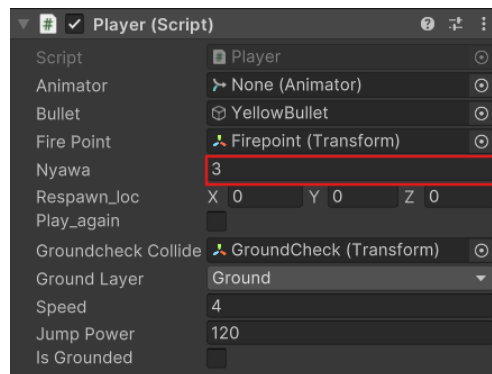 Player (Script)
Script Player
Animator None (Animator)
Bullet YellowBullet
Fire Point Firepoint (Transform)
Nyawa 3
Respawn_loc X 0 Y 0 Z 0
Play_again
Groundcheck Collide GroundCheck (Transform)
Ground Layer Ground
Speed 4
Jump Power 120
Is Grounded